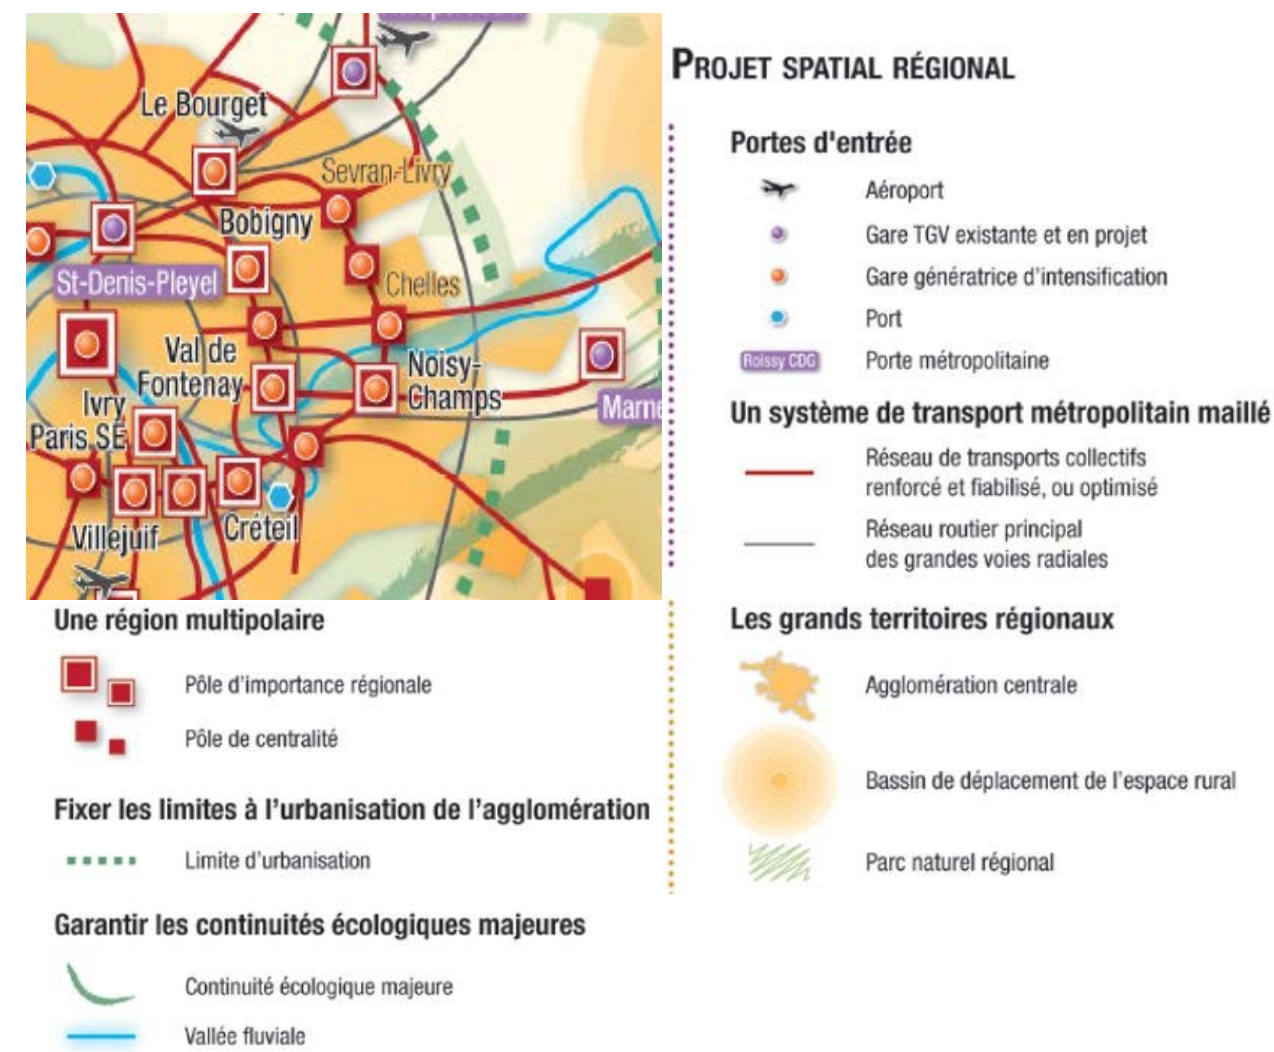 Le Bourget
Sevran-Livry
Bobigny
St-Denis-Pleyel
Chelles
Val de
Fontenay
Noisy-
Champs
Ivry
Paris SE
Marne
Villejuif
Créteil
PROJET SPATIAL RÉGIONAL
Portes d'entrée
Aéroport
Gare TGV existante et en projet
Gare génératrice d'intensification
Port
Roissy CDG
Porte métropolitaine
Un système de transport métropolitain maillé
Réseau de transports collectifs
renforcé et fiabilisé, ou optimisé
Réseau routier principal
des grandes voies radiales
Les grands territoires régionaux
Agglomération centrale
Bassin de déplacement de l'espace rural
Parc naturel régional
Une région multipolaire
Pôle d'importance régionale
Pôle de centralité
Fixer les limites à l'urbanisation de l'agglomération
Limite d'urbanisation
Garantir les continuités écologiques majeures
Continuité écologique majeure
Vallée fluviale